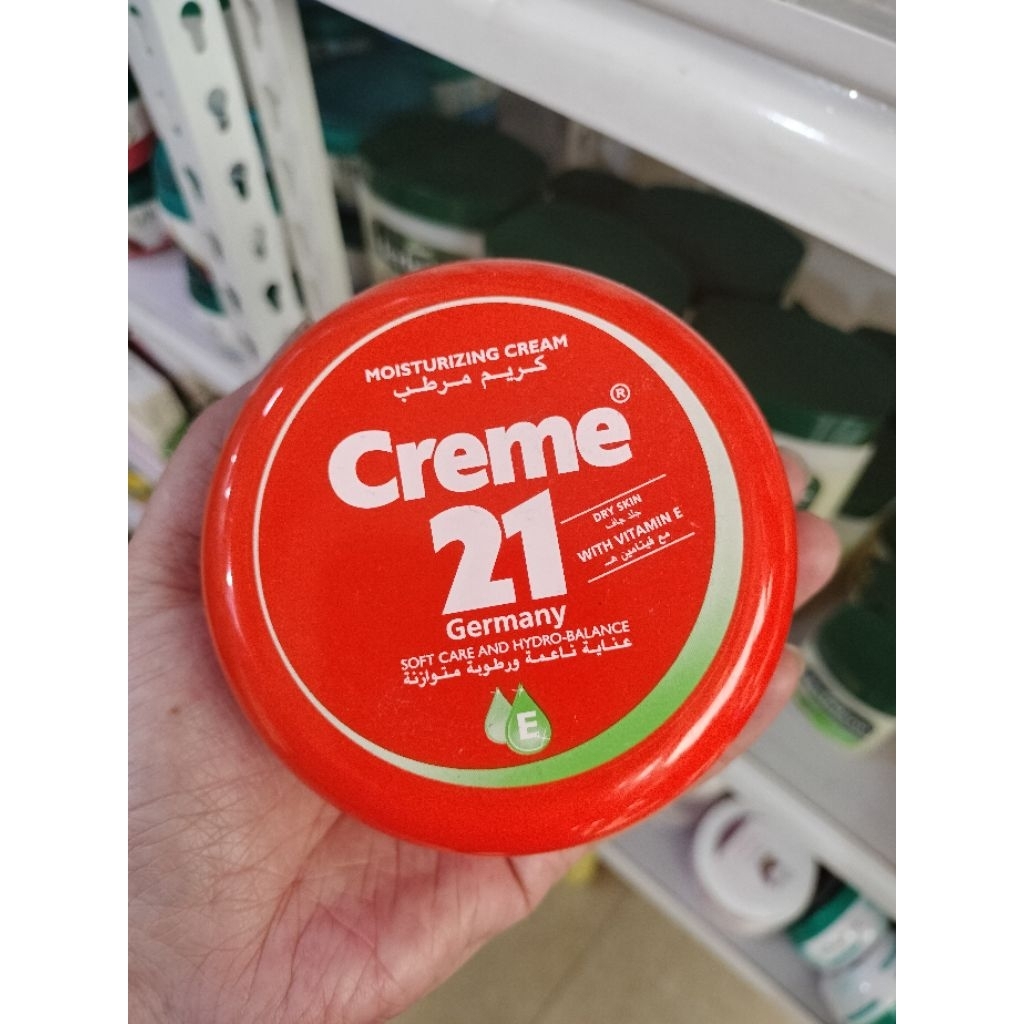 MOISTURIZING CREAM
كريم مرطب
Creme®
21
DRY SKIN
جلد جاف
WITH VITAMIN E
مع فيتامين هـ
Germany
SOFT CARE AND HYDRO-BALANCE
عناية ناعمة ورطوبة متوازنة
E